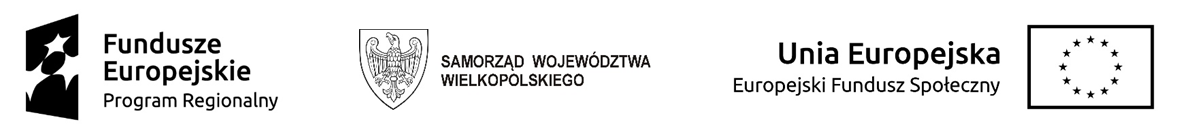 Fundusze
Europejskie
Program Regionalny
SAMORZĄD WOJEWÓDZTWA
WIELKOPOLSKIEGO
Unia Europejska
Europejski Fundusz Społeczny